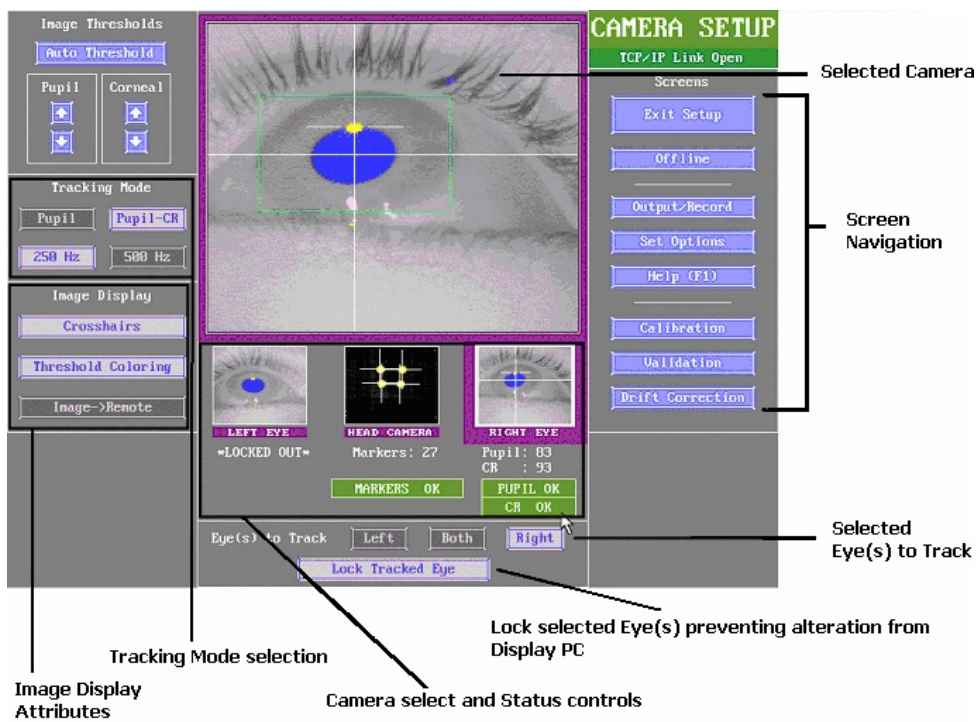 Image Thresholds
Auto Threshold
Pupil
Corneal
Tracking Mode
Pupil
Pupil-CR
250 Hz
500 Hz
Image Display
Crosshairs
Threshold Coloring
Image->Remote
LEFT EYE
*LOCKED OUT*
HEAD CAMERA
Markers: 27
MARKERS OK
RIGHT EYE
Pupil: 83
CR : 93
PUPIL OK
CR OK
Eye(s) to Track
Left
Both
Right
Lock Tracked Eye
CAMERA SETUP
TCP/IP Link Open
Screens
Exit Setup
Offline
Output/Record
Set Options
Help (F1)
Calibration
Validation
Drift Correction
Selected Camera
Screen
Navigation
Selected
Eye(s) to Track
Lock selected Eye(s) preventing alteration from
Display PC
Tracking Mode selection
Image Display
Attributes
Camera select and Status controls